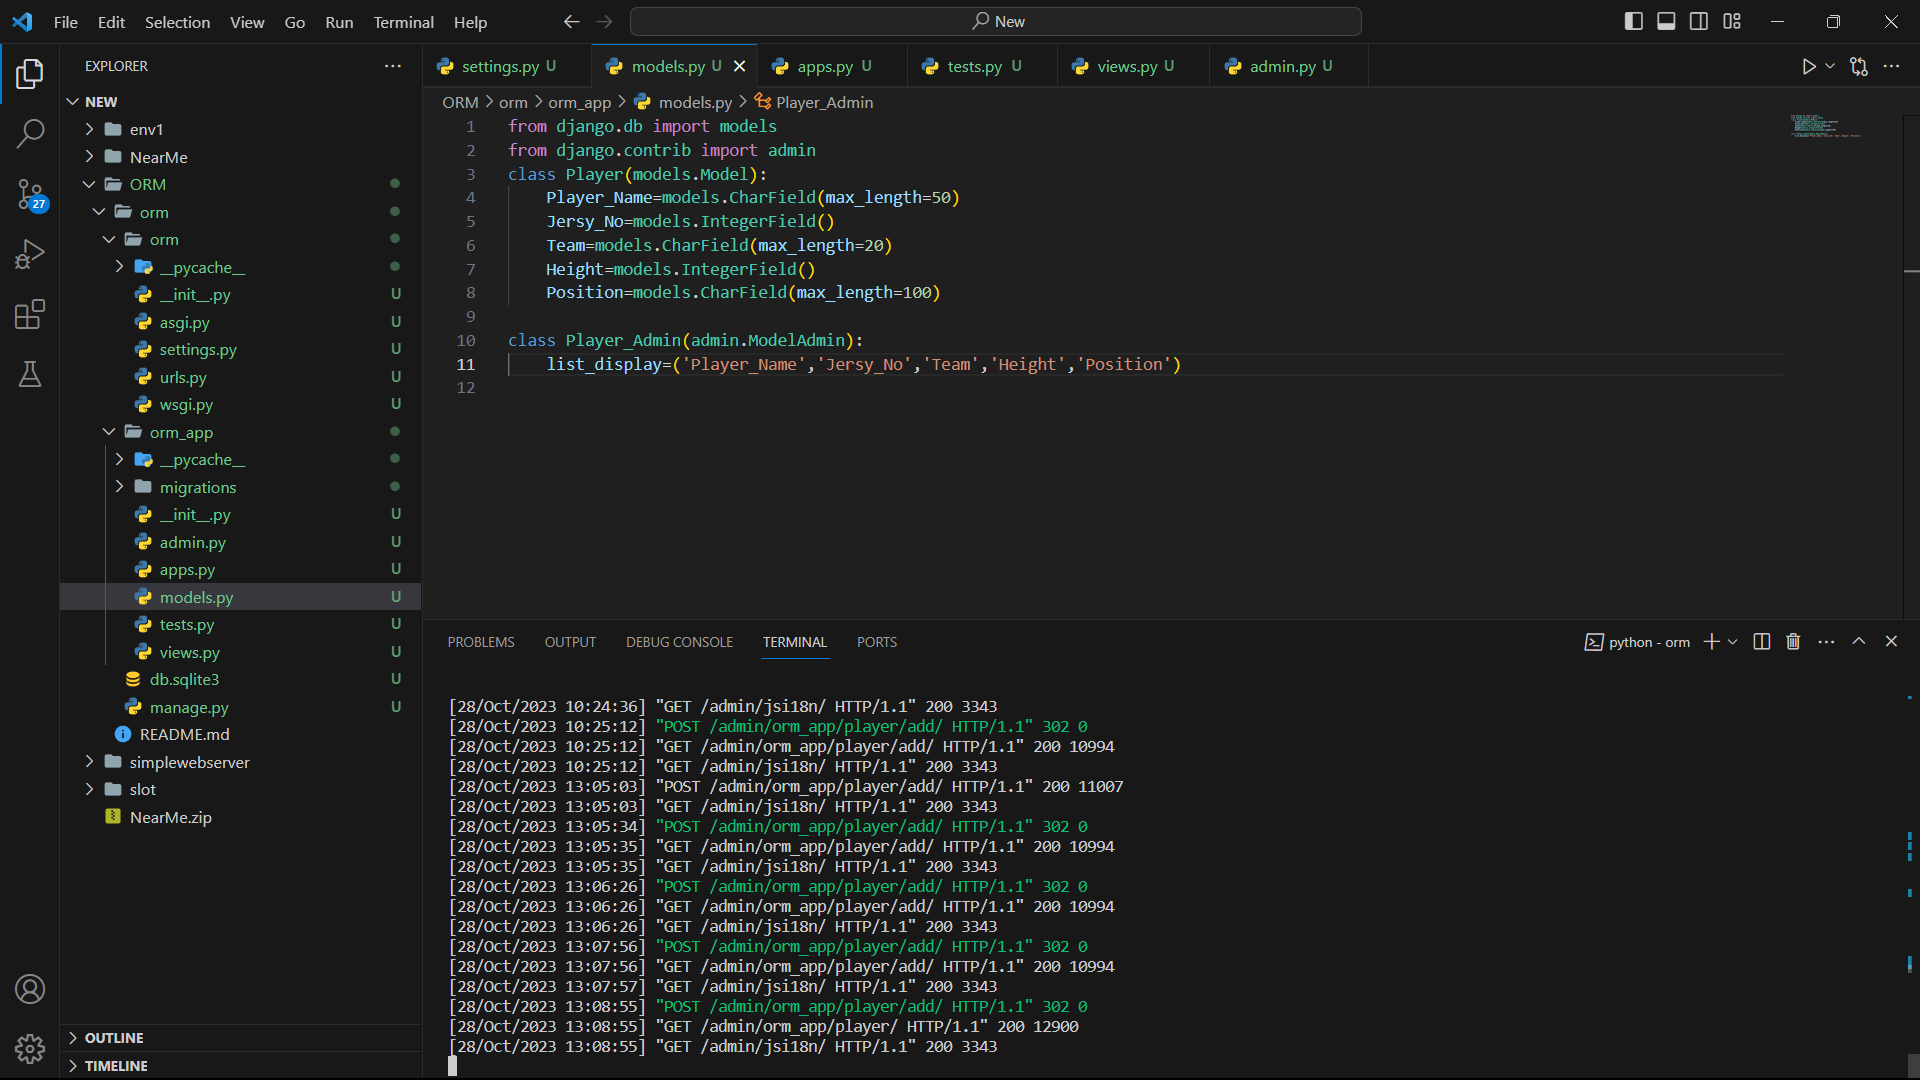 File Edit Selection View Go Run Terminal Help
New
EXPLORER
NEW
env1
NearMe
ORM
orm
orm
__pycache__
__init__.py U
asgi.py U
settings.py U
urls.py U
wsgi.py U
orm_app
__pycache__
migrations
__init__.py U
admin.py U
apps.py U
models.py U
tests.py U
views.py U
db.sqlite3 U
manage.py U
README.md
simplewebserver
slot
NearMe.zip
OUTLINE
TIMELINE
27
settings.py U models.py U apps.py U tests.py U views.py U admin.py U
ORM > orm > orm_app > models.py > Player_Admin
1 from django.db import models
2 from django.contrib import admin
3 class Player(models.Model):
4 Player_Name=models.CharField(max_length=50)
5 Jersy_No=models.IntegerField()
6 Team=models.CharField(max_length=20)
7 Height=models.IntegerField()
8 Position=models.CharField(max_length=100)
9
10 class Player_Admin(admin.ModelAdmin):
11 list_display=('Player_Name','Jersy_No','Team','Height','Position')
12
PROBLEMS OUTPUT DEBUG CONSOLE TERMINAL PORTS
python - orm
[28/Oct/2023 10:24:36] "GET /admin/jsi18n/ HTTP/1.1" 200 3343
[28/Oct/2023 10:25:12] "POST /admin/orm_app/player/add/ HTTP/1.1" 302 0
[28/Oct/2023 10:25:12] "GET /admin/orm_app/player/add/ HTTP/1.1" 200 10994
[28/Oct/2023 10:25:12] "GET /admin/jsi18n/ HTTP/1.1" 200 3343
[28/Oct/2023 13:05:03] "POST /admin/orm_app/player/add/ HTTP/1.1" 200 11007
[28/Oct/2023 13:05:03] "GET /admin/jsi18n/ HTTP/1.1" 200 3343
[28/Oct/2023 13:05:34] "POST /admin/orm_app/player/add/ HTTP/1.1" 302 0
[28/Oct/2023 13:05:35] "GET /admin/orm_app/player/add/ HTTP/1.1" 200 10994
[28/Oct/2023 13:05:35] "GET /admin/jsi18n/ HTTP/1.1" 200 3343
[28/Oct/2023 13:06:26] "POST /admin/orm_app/player/add/ HTTP/1.1" 302 0
[28/Oct/2023 13:06:26] "GET /admin/orm_app/player/add/ HTTP/1.1" 200 10994
[28/Oct/2023 13:06:26] "GET /admin/jsi18n/ HTTP/1.1" 200 3343
[28/Oct/2023 13:07:56] "POST /admin/orm_app/player/add/ HTTP/1.1" 302 0
[28/Oct/2023 13:07:56] "GET /admin/orm_app/player/add/ HTTP/1.1" 200 10994
[28/Oct/2023 13:07:57] "GET /admin/jsi18n/ HTTP/1.1" 200 3343
[28/Oct/2023 13:08:55] "POST /admin/orm_app/player/add/ HTTP/1.1" 302 0
[28/Oct/2023 13:08:55] "GET /admin/orm_app/player/ HTTP/1.1" 200 12900
[28/Oct/2023 13:08:55] "GET /admin/jsi18n/ HTTP/1.1" 200 3343